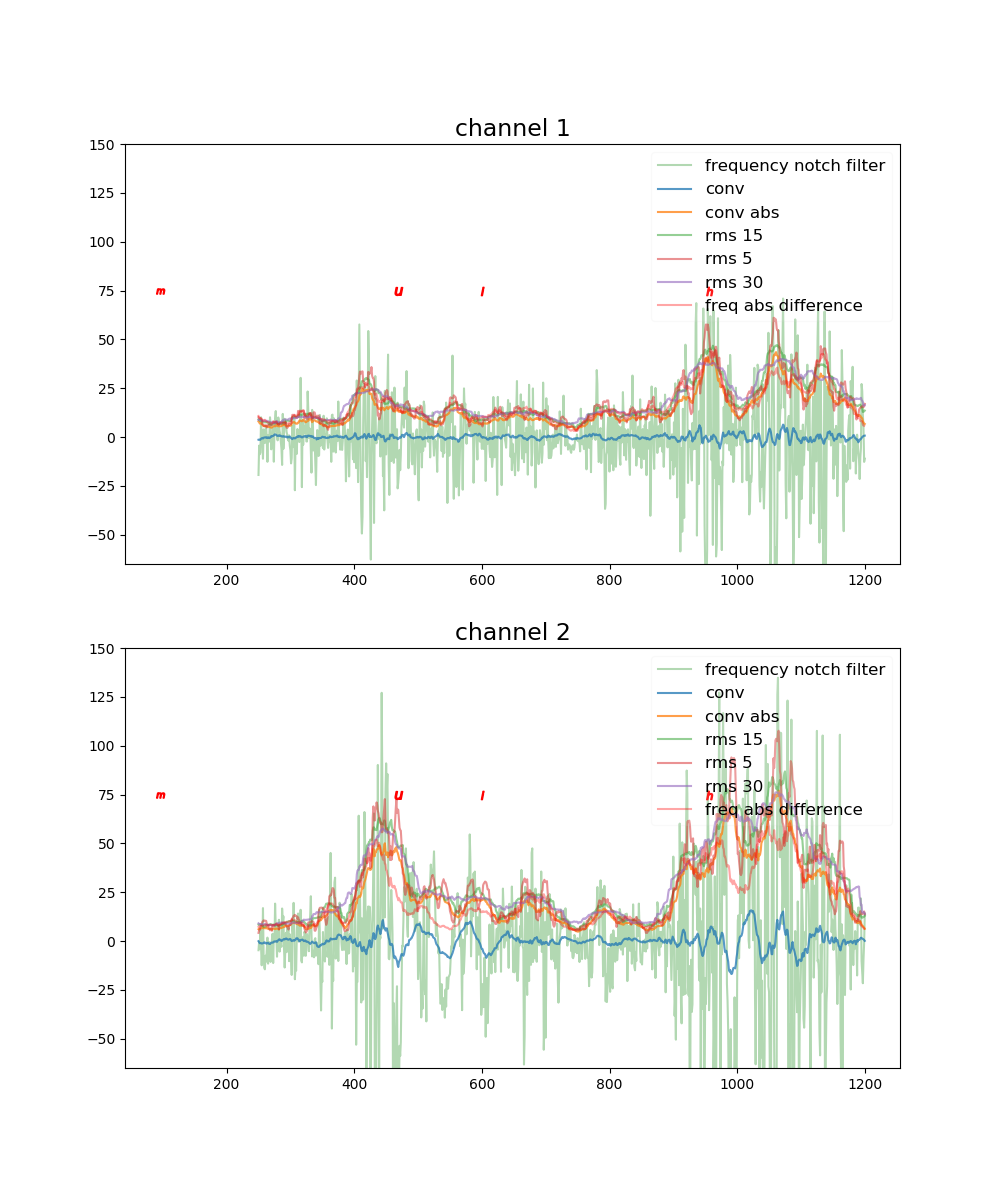 channel 1
150
125
100
75
50
25
0
−25
−50
frequency notch filter
conv
conv abs
rms 15
rms 5
rms 30
freq abs difference
m u l h
200 400 600 800 1000 1200
channel 2
150
125
100
75
50
25
0
−25
−50
frequency notch filter
conv
conv abs
rms 15
rms 5
rms 30
freq abs difference
m u l h
200 400 600 800 1000 1200